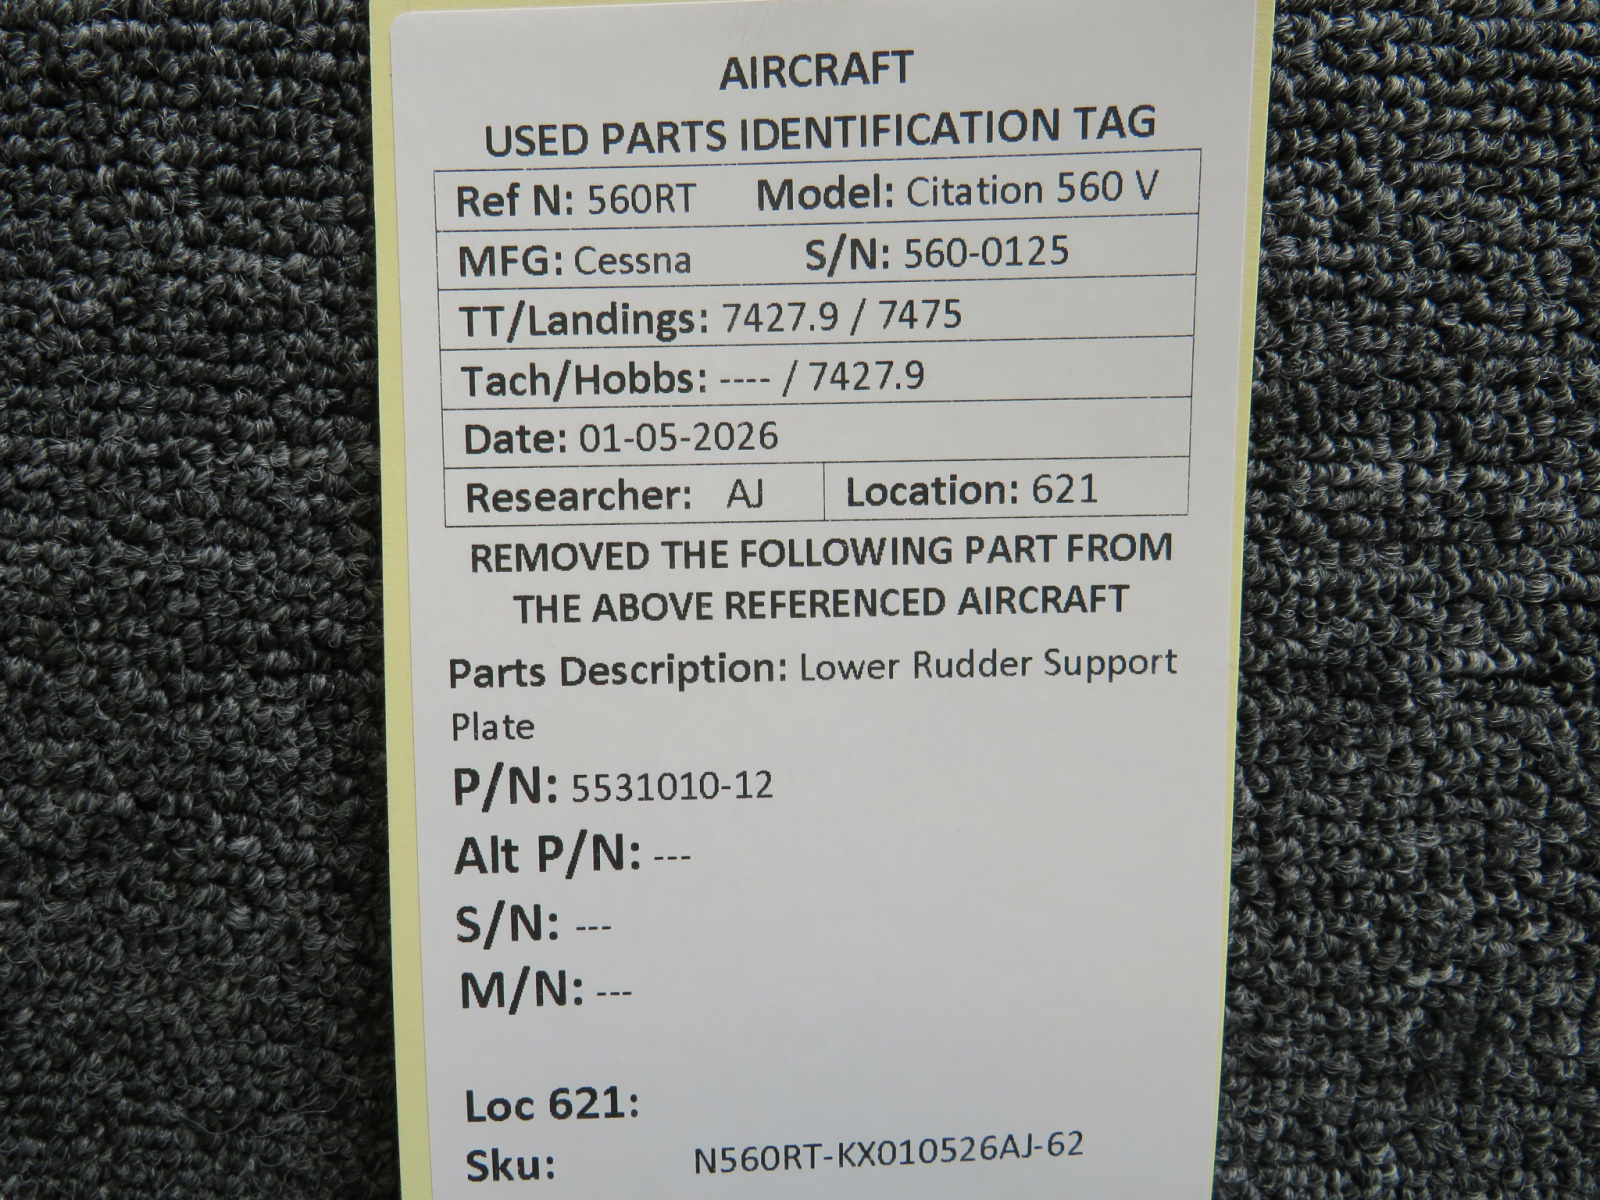 AIRCRAFT
USED PARTS IDENTIFICATION TAG
Ref N: 560RT Model: Citation 560 V
MFG: Cessna S/N: 560-0125
TT/Landings: 7427.9 / 7475
Tach/Hobbs: ---- / 7427.9
Date: 01-05-2026
Researcher: AJ Location: 621
REMOVED THE FOLLOWING PART FROM
THE ABOVE REFERENCED AIRCRAFT
Parts Description: Lower Rudder Support
Plate
P/N: 5531010-12
Alt P/N: ---
S/N: ---
M/N: ---
Loc 621:
Sku: N560RT-KX010526AJ-62